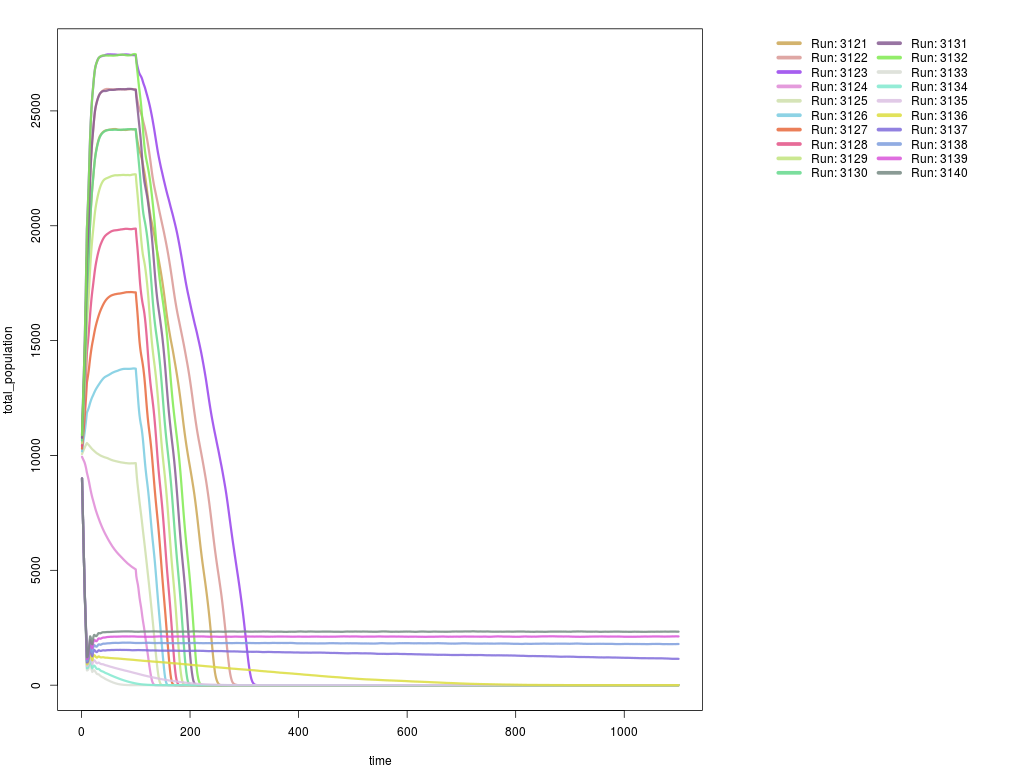 25000
20000
15000
10000
5000
0
total_population
0 200 400 600 800 1000
time
Run: 3121 Run: 3131
Run: 3122 Run: 3132
Run: 3123 Run: 3133
Run: 3124 Run: 3134
Run: 3125 Run: 3135
Run: 3126 Run: 3136
Run: 3127 Run: 3137
Run: 3128 Run: 3138
Run: 3129 Run: 3139
Run: 3130 Run: 3140